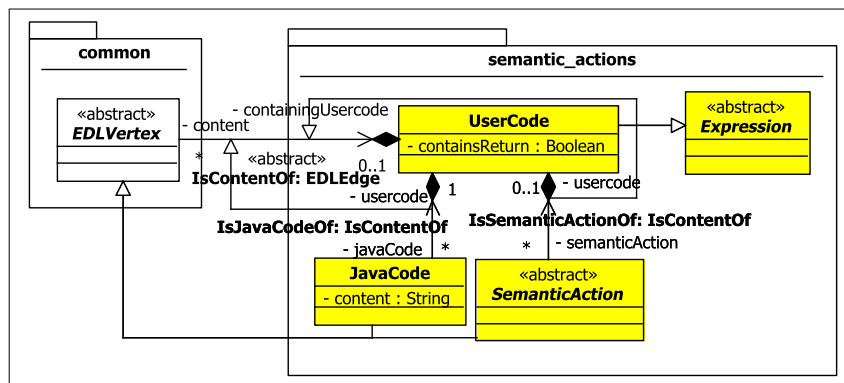 common
semantic_actions
«abstract»
EDLVertex
- content
*
- containingUsercode
0..1
«abstract»
IsContentOf: EDLEdge
UserCode
- containsReturn : Boolean
«abstract»
Expression
- usercode
1
0..1
- usercode
IsJavaCodeOf: IsContentOf
IsSemanticActionOf: IsContentOf
- javaCode
*
*
- semanticAction
JavaCode
- content : String
«abstract»
SemanticAction